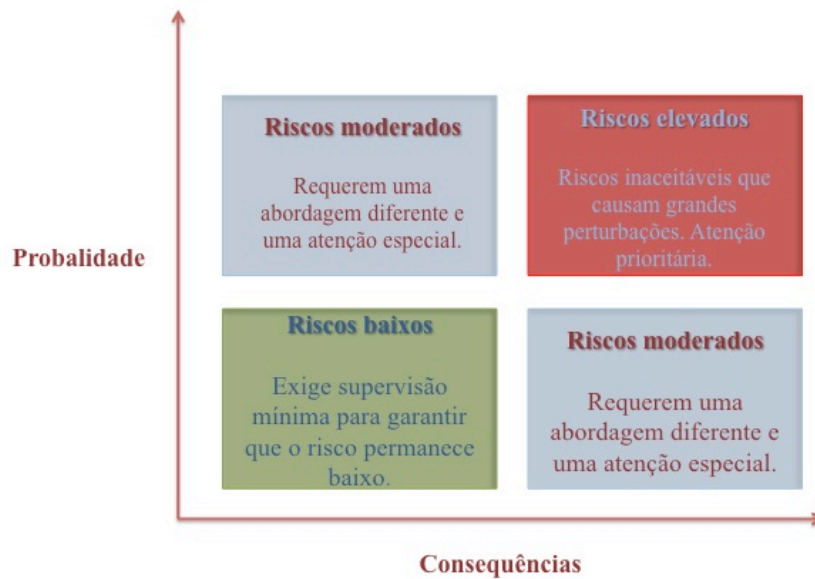 Riscos moderados
Requerem uma
abordagem diferente e
uma atenção especial.
Riscos elevados
Riscos inaceitáveis que
causam grandes
perturbações. Atenção
prioritária.
Probalidade
Riscos baixos
Exige supervisão
mínima para garantir
que o risco permanece
baixo.
Riscos moderados
Requerem uma
abordagem diferente e
uma atenção especial.
Consequências